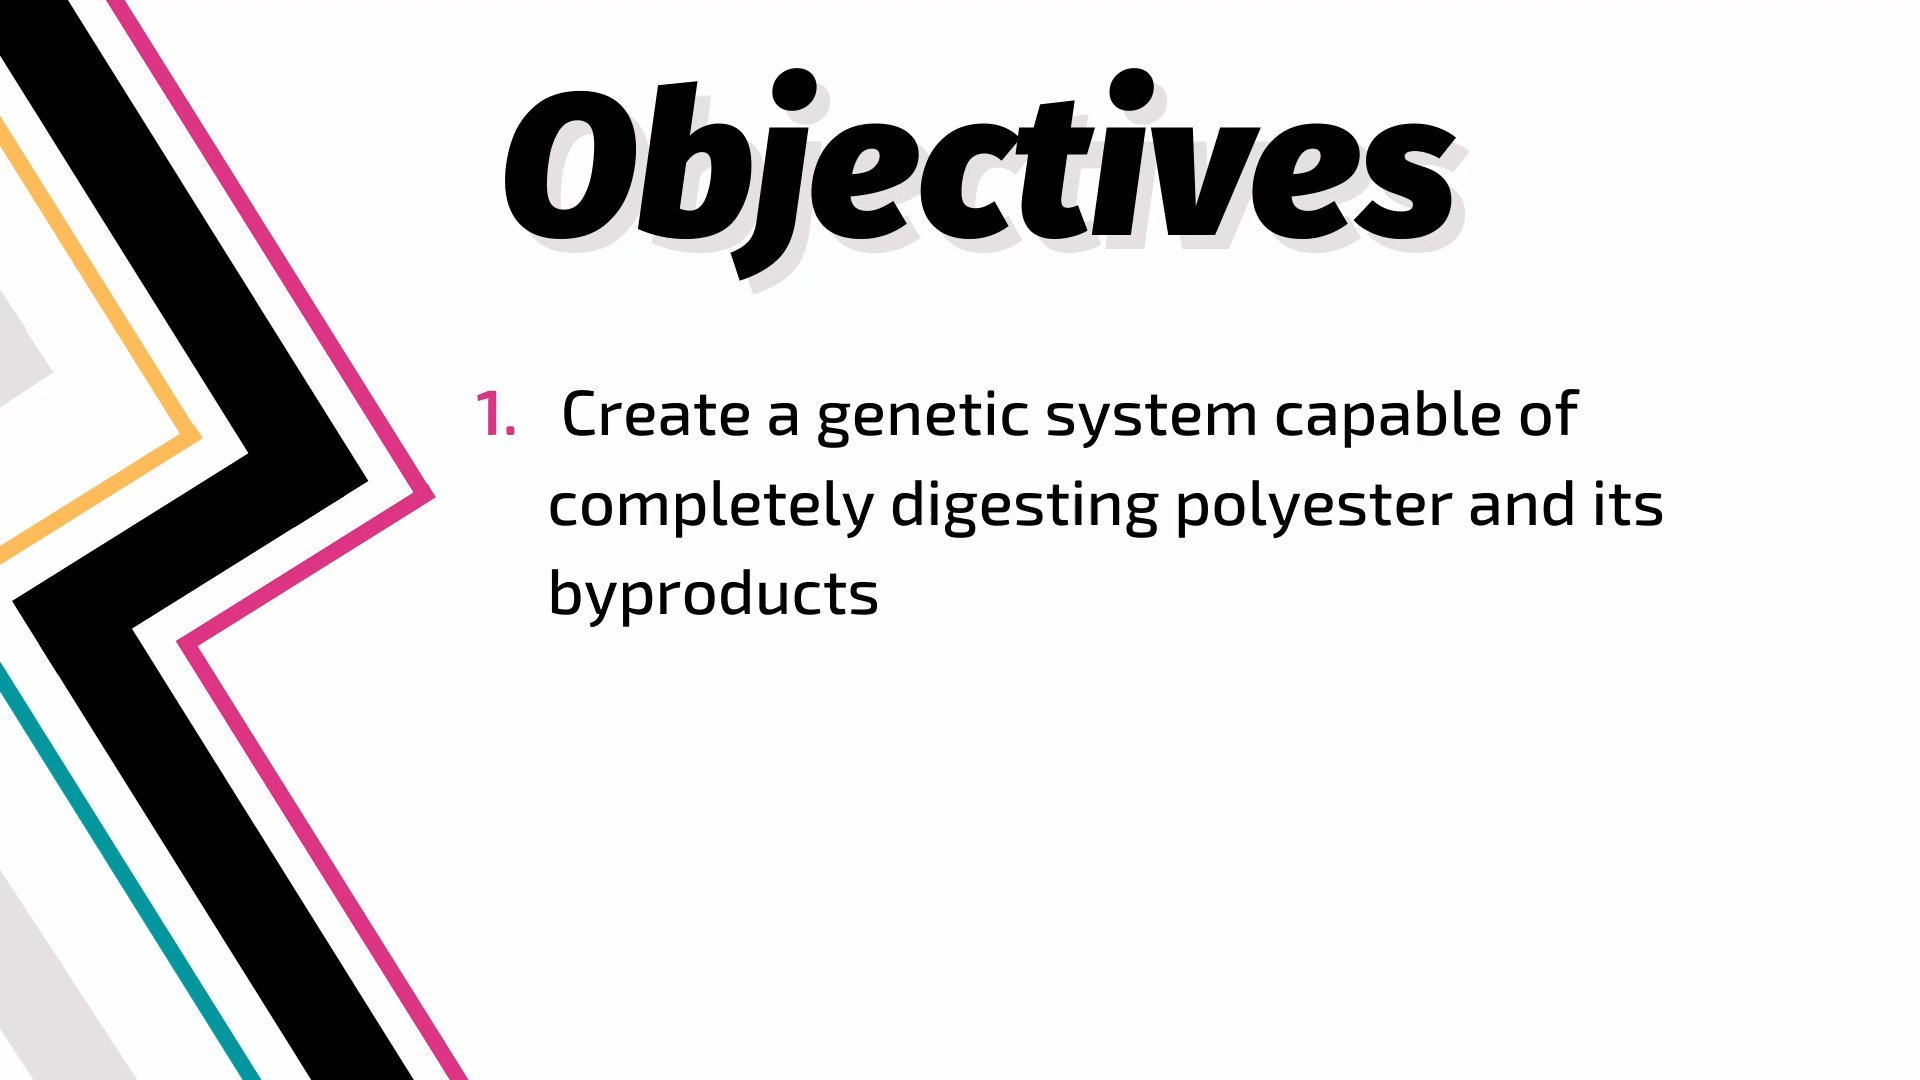 Objectives
1. Create a genetic system capable of
completely digesting polyester and its
byproducts